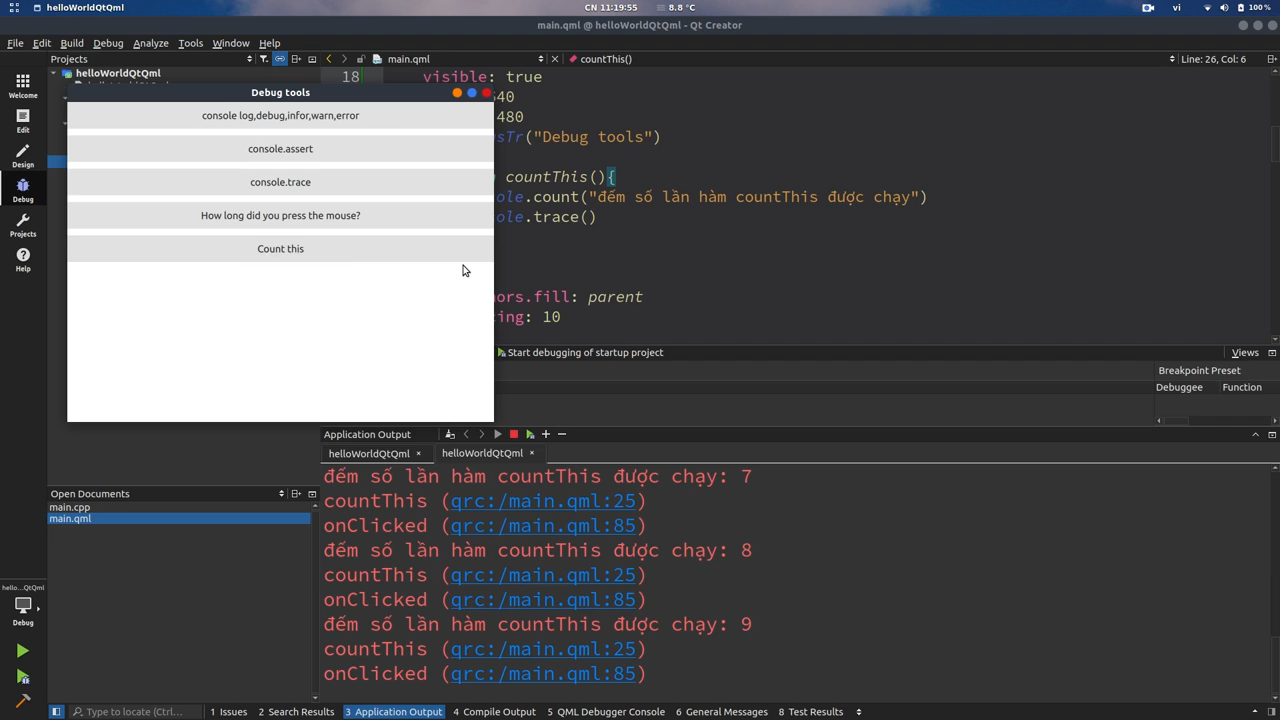 helloWorldQtQml
CN 11:19:55
8.8 °C
vi
100%
main.qml @ helloWorldQtQml - Qt Creator
File Edit Build Debug Analyze Tools Window Help
Projects
main.qml
countThis()
Line: 26, Col: 6
Welcome
Edit
Design
Debug
Projects
Help
helloWorldQtQml
18 visible: true
640
480
sTr("Debug tools")
countThis(){
ole.count("đếm số lần hàm countThis được chạy")
ole.trace()
ors.fill: parent
cing: 10
Debug tools
console log,debug,infor,warn,error
console.assert
console.trace
How long did you press the mouse?
Count this
Start debugging of startup project
Views
Breakpoint Preset
Debuggee Function
Application Output
helloWorldQtQml
helloWorldQtQml
đếm số lần hàm countThis được chạy: 7
countThis (qrc:/main.qml:25)
onClicked (qrc:/main.qml:85)
đếm số lần hàm countThis được chạy: 8
countThis (qrc:/main.qml:25)
onClicked (qrc:/main.qml:85)
đếm số lần hàm countThis được chạy: 9
countThis (qrc:/main.qml:25)
onClicked (qrc:/main.qml:85)
Open Documents
main.cpp
main.qml
hello...QtQml
Debug
Type to locate (Ctrl...
1 Issues
2 Search Results
3 Application Output
4 Compile Output
5 QML Debugger Console
6 General Messages
8 Test Results